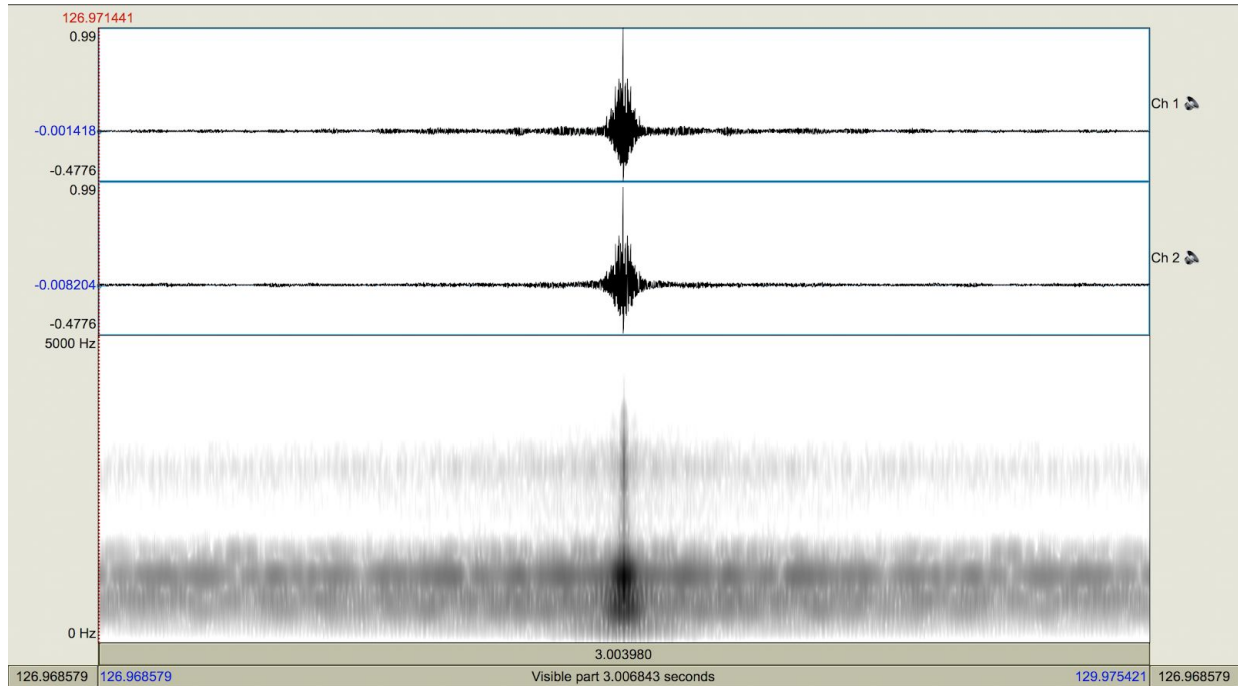 126.971441
0.99
-0.001418
Ch 1
-0.4776
0.99
-0.008204
Ch 2
-0.4776
5000 Hz
0 Hz
3.003980
126.968579 126.968579 Visible part 3.006843 seconds 129.975421 126.968579